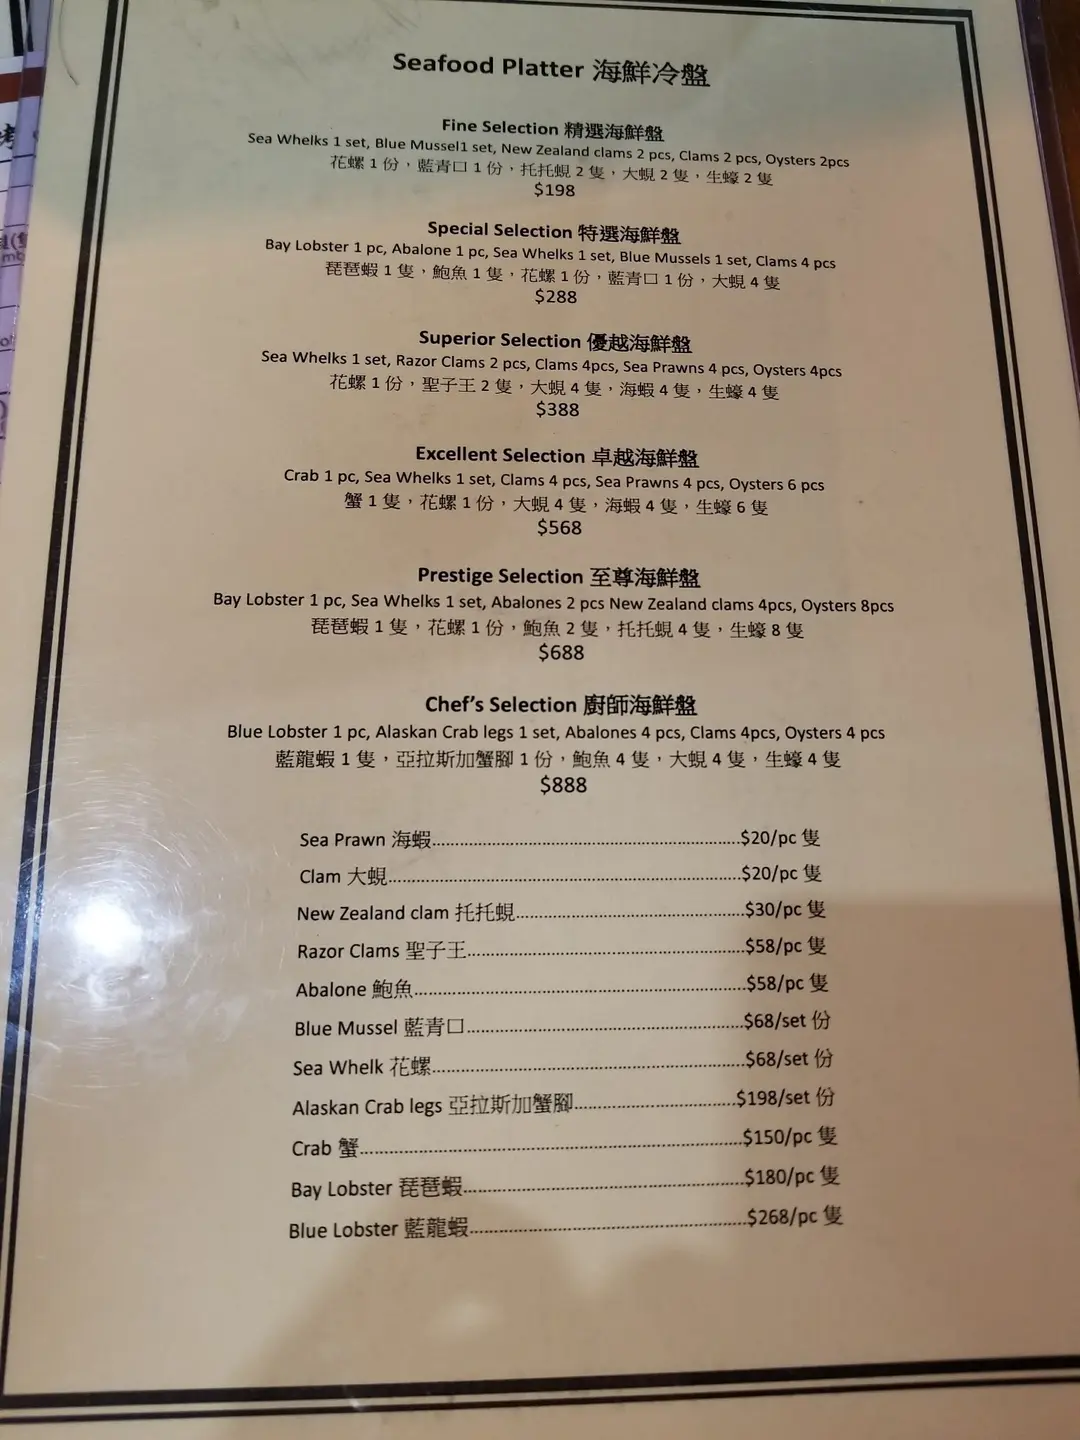 Seafood Platter 海鮮冷盤
Fine Selection 精選海鮮盤
Sea Whelks 1 set, Blue Mussel1 set, New Zealand clams 2 pcs, Clams 2 pcs, Oysters 2pcs
花螺 1 份，藍青口 1 份，托托蜆 2 隻，大蜆 2 隻，生蠔 2 隻
$198
Special Selection 特選海鮮盤
Bay Lobster 1 pc, Abalone 1 pc, Sea Whelks 1 set, Blue Mussels 1 set, Clams 4 pcs
琵琶蝦 1 隻，鮑魚 1 隻，花螺 1 份，藍青口 1 份，大蜆 4 隻
$288
Superior Selection 優越海鮮盤
Sea Whelks 1 set, Razor Clams 2 pcs, Clams 4pcs, Sea Prawns 4 pcs, Oysters 4pcs
花螺 1 份，聖子王 2 隻，大蜆 4 隻，海蝦 4 隻，生蠔 4 隻
$388
Excellent Selection 卓越海鮮盤
Crab 1 pc, Sea Whelks 1 set, Clams 4 pcs, Sea Prawns 4 pcs, Oysters 6 pcs
蟹 1 隻，花螺 1 份，大蜆 4 隻，海蝦 4 隻，生蠔 6 隻
$568
Prestige Selection 至尊海鮮盤
Bay Lobster 1 pc, Sea Whelks 1 set, Abalones 2 pcs New Zealand clams 4pcs, Oysters 8pcs
琵琶蝦 1 隻，花螺 1 份，鮑魚 2 隻，托托蜆 4 隻，生蠔 8 隻
$688
Chef's Selection 廚師海鮮盤
Blue Lobster 1 pc, Alaskan Crab legs 1 set, Abalones 4 pcs, Clams 4pcs, Oysters 4 pcs
藍龍蝦 1 隻，亞拉斯加蟹腳 1 份，鮑魚 4 隻，大蜆 4 隻，生蠔 4 隻
$888
Sea Prawn 海蝦........$20/pc 隻
Clam 大蜆........$20/pc 隻
New Zealand clam 托托蜆........$30/pc 隻
Razor Clams 聖子王........$58/pc 隻
Abalone 鮑魚........$58/pc 隻
Blue Mussel 藍青口........$68/set 份
Sea Whelk 花螺........$68/set 份
Alaskan Crab legs 亞拉斯加蟹腳........$198/set 份
Crab 蟹........$150/pc 隻
Bay Lobster 琵琶蝦........$180/pc 隻
Blue Lobster 藍龍蝦........$268/pc 隻